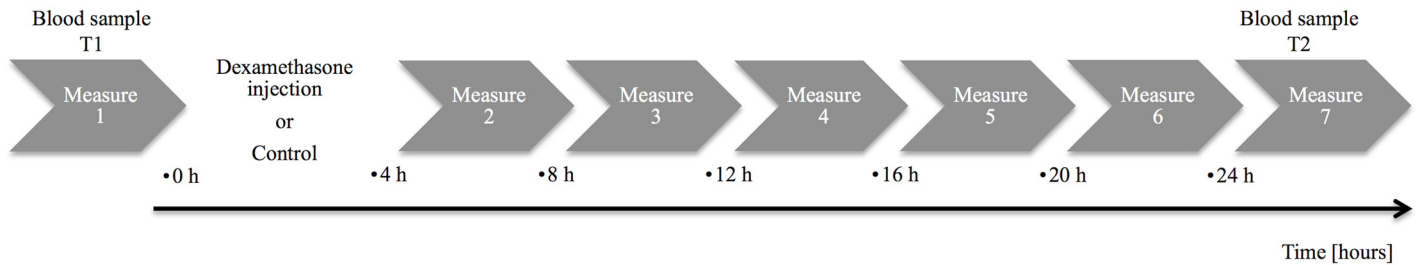 Blood sample
T1
Measure
1
Dexamethasone
injection
or
Control
Measure
2
Measure
3
Measure
4
Measure
5
Measure
6
Blood sample
T2
Measure
7
•0 h
•4 h
•8 h
•12 h
•16 h
•20 h
•24 h
Time [hours]